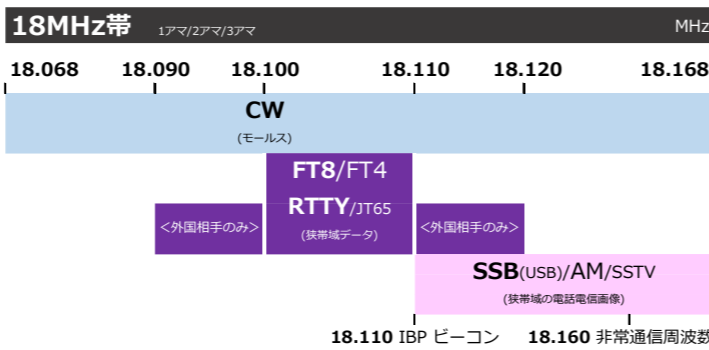 18MHz帯 1アマ/2アマ/3アマ MHz
18.068 18.090 18.100 18.110 18.120 18.168
CW
(モールス)
FT8/FT4
RTTY/JT65
(狭帯域データ)
<外国相手のみ> <外国相手のみ>
SSB(USB)/AM/SSTV
(狭帯域の電話電信画像)
18.110 IBP ビーコン 18.160 非常通信周波数